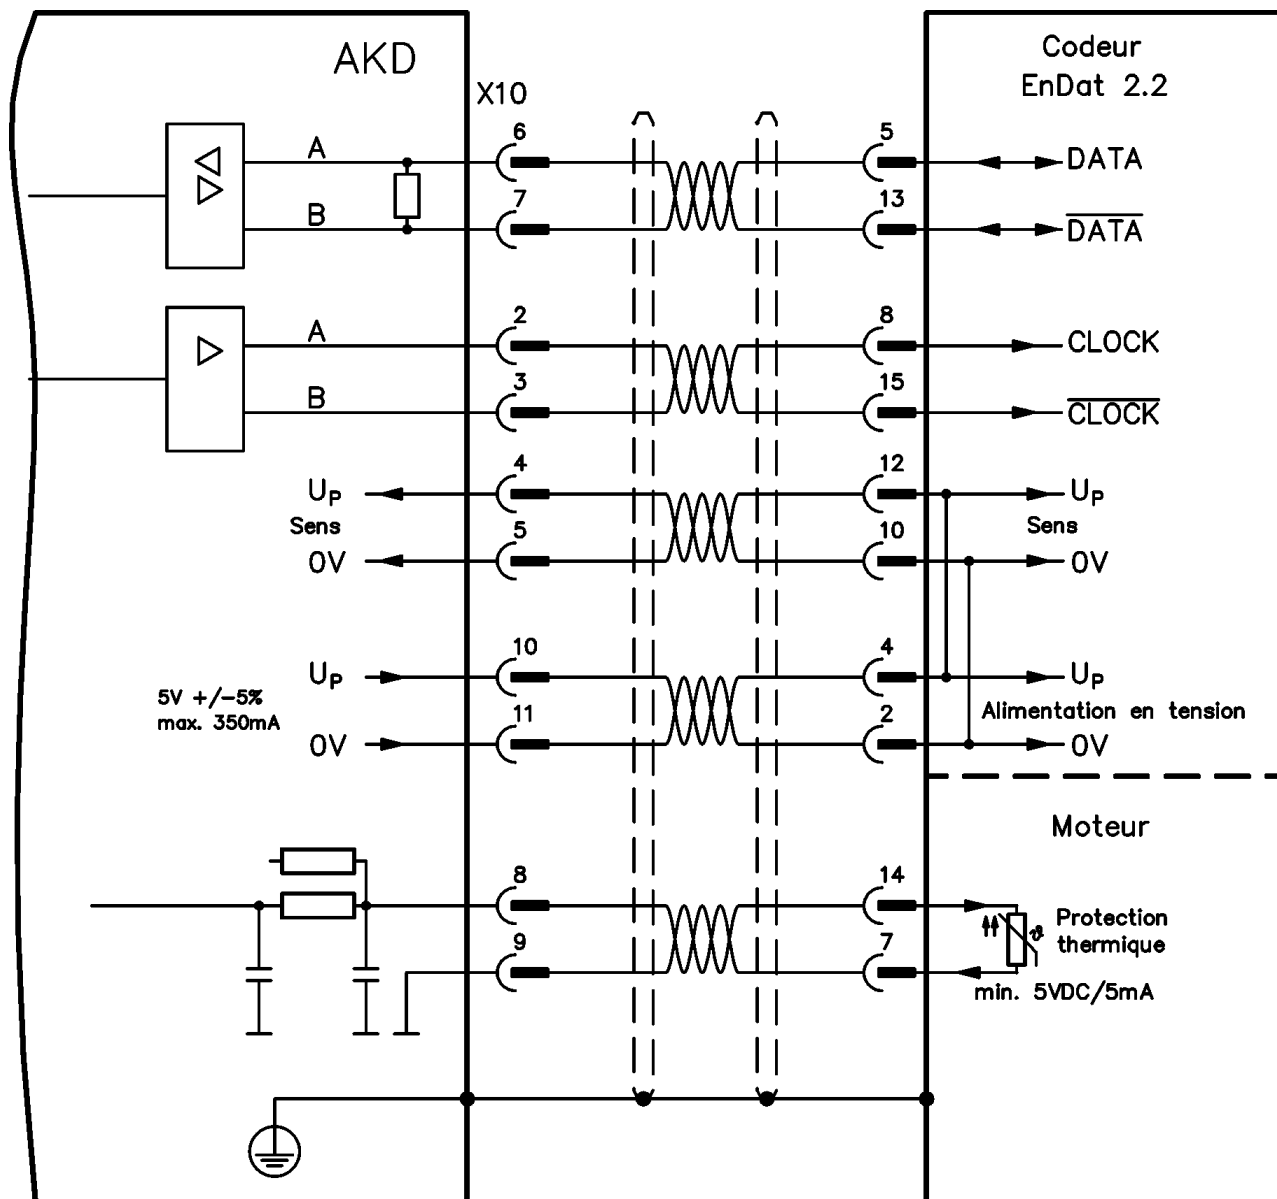 AKD
X10
Codeur
EnDat 2.2
A
6
5
DATA
B
7
13
DATA
A
2
8
CLOCK
B
3
15
CLOCK
UP
4
12
UP
Sens
Sens
0V
5
10
0V
UP
10
4
UP
5V +/-5%
max. 350mA
Alimentation en tension
0V
11
2
0V
Moteur
8
14
Protection
thermique
ϑ
9
7
min. 5VDC/5mA